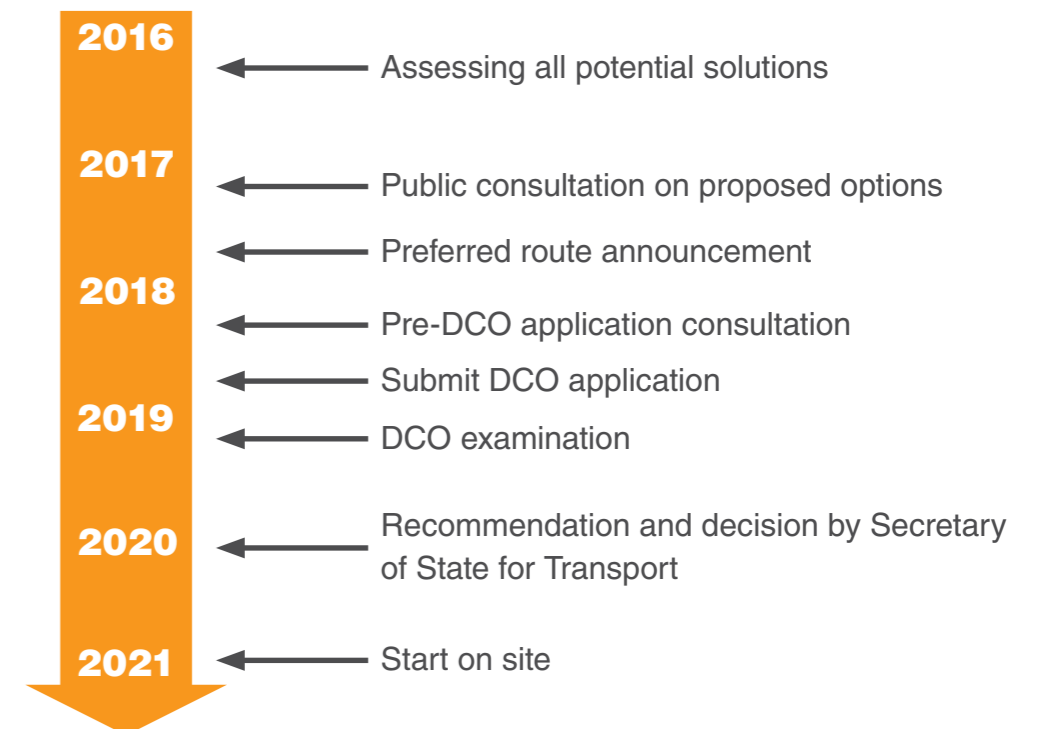 2016
Assessing all potential solutions
2017
Public consultation on proposed options
Preferred route announcement
2018
Pre-DCO application consultation
Submit DCO application
2019
DCO examination
2020
Recommendation and decision by Secretary
of State for Transport
2021
Start on site